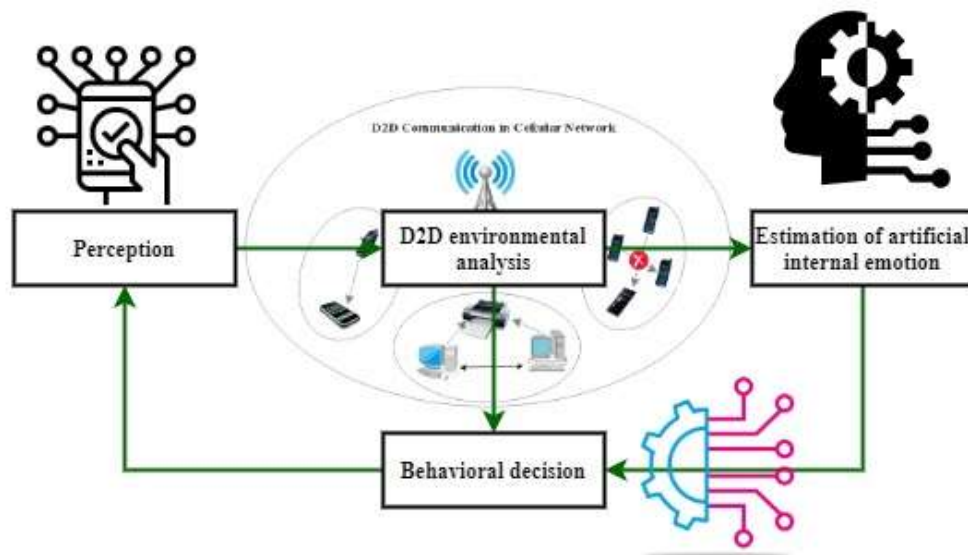 D2D Communication in Cellular Network
Perception
D2D environmental
analysis
Estimation of artificial
internal emotion
Behavioral decision